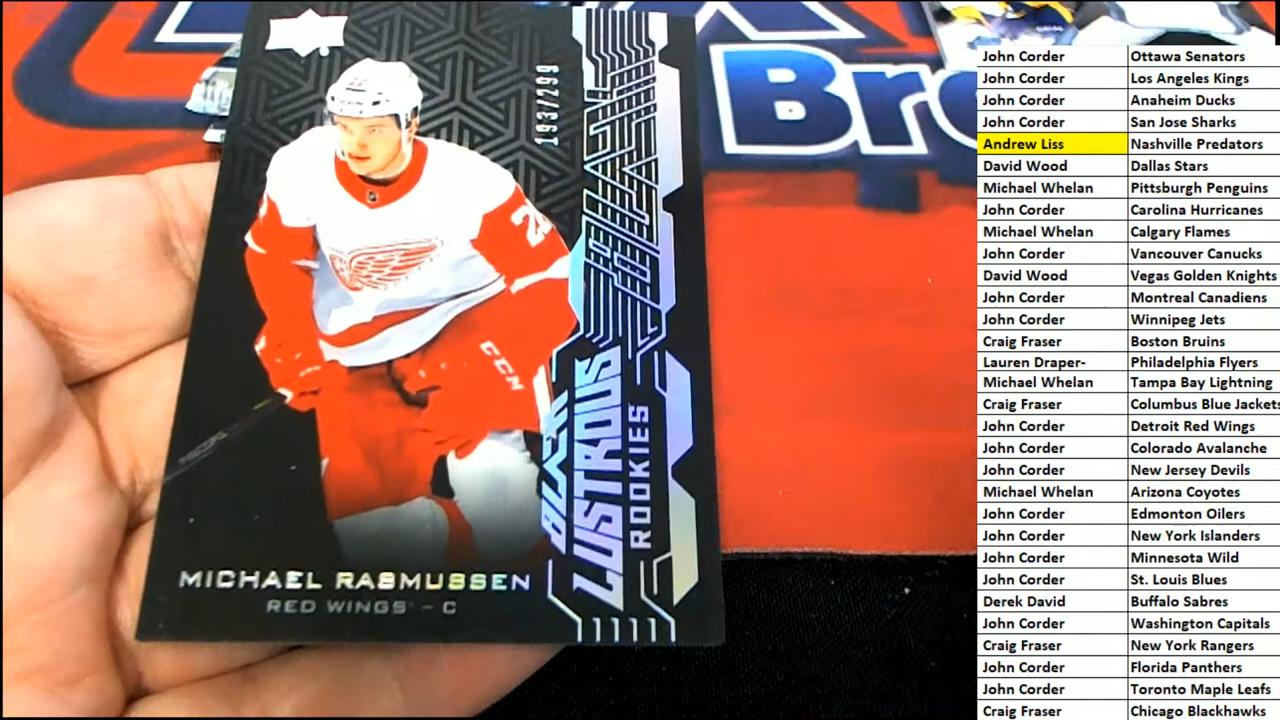 193/299
26
CCM
BLACK
LUSTROUS
ROOKIES
MICHAEL RASMUSSEN
RED WINGS - C
Bre
John Corder Ottawa Senators
John Corder Los Angeles Kings
John Corder Anaheim Ducks
John Corder San Jose Sharks
Andrew Liss Nashville Predators
David Wood Dallas Stars
Michael Whelan Pittsburgh Penguins
John Corder Carolina Hurricanes
Michael Whelan Calgary Flames
John Corder Vancouver Canucks
David Wood Vegas Golden Knights
John Corder Montreal Canadiens
John Corder Winnipeg Jets
Craig Fraser Boston Bruins
Lauren Draper- Philadelphia Flyers
Michael Whelan Tampa Bay Lightning
Craig Fraser Columbus Blue Jackets
John Corder Detroit Red Wings
John Corder Colorado Avalanche
John Corder New Jersey Devils
Michael Whelan Arizona Coyotes
John Corder Edmonton Oilers
John Corder New York Islanders
John Corder Minnesota Wild
John Corder St. Louis Blues
Derek David Buffalo Sabres
John Corder Washington Capitals
Craig Fraser New York Rangers
John Corder Florida Panthers
John Corder Toronto Maple Leafs
Craig Fraser Chicago Blackhawks